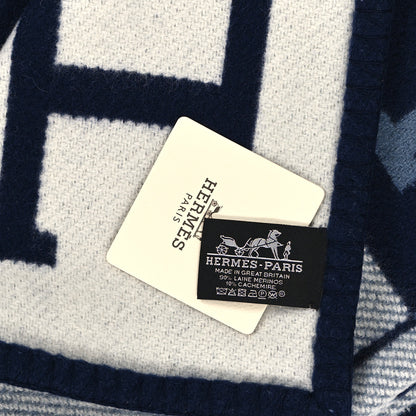 H
HERMES
PARIS
HERMES-PARIS
MADE IN GREAT BRITAIN
90% LAINE MERINOS
10% CACHEMIRE